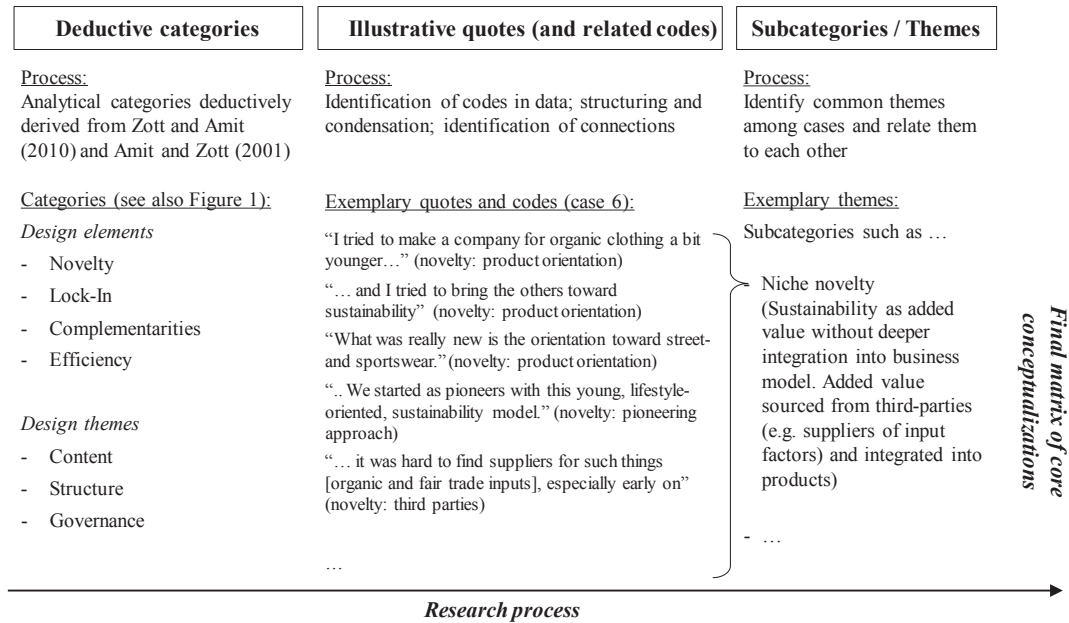 Deductive categories
Process:
Analytical categories deductively
derived from Zott and Amit
(2010) and Amit and Zott (2001)
Categories (see also Figure 1):
Design elements
- Novelty
- Lock-In
- Complementarities
- Efficiency
Design themes
- Content
- Structure
- Governance
Illustrative quotes (and related codes)
Process:
Identification of codes in data; structuring and
condensation; identification of connections
Exemplary quotes and codes (case 6):
“I tried to make a company for organic clothing a bit
younger…” (novelty: product orientation)
“… and I tried to bring the others toward
sustainability” (novelty: product orientation)
“What was really new is the orientation toward street-
and sportswear.” (novelty: product orientation)
“.. We started as pioneers with this young, lifestyle-
oriented, sustainability model.” (novelty: pioneering
approach)
“… it was hard to find suppliers for such things
[organic and fair trade inputs], especially early on”
(novelty: third parties)
…
Subcategories / Themes
Process:
Identify common themes
among cases and relate them
to each other
Exemplary themes:
Subcategories such as …
- Niche novelty
(Sustainability as added
value without deeper
integration into business
model. Added value
sourced from third-parties
(e.g. suppliers of input
factors) and integrated into
products)
- …
Final matrix of core
conceptualizations
Research process